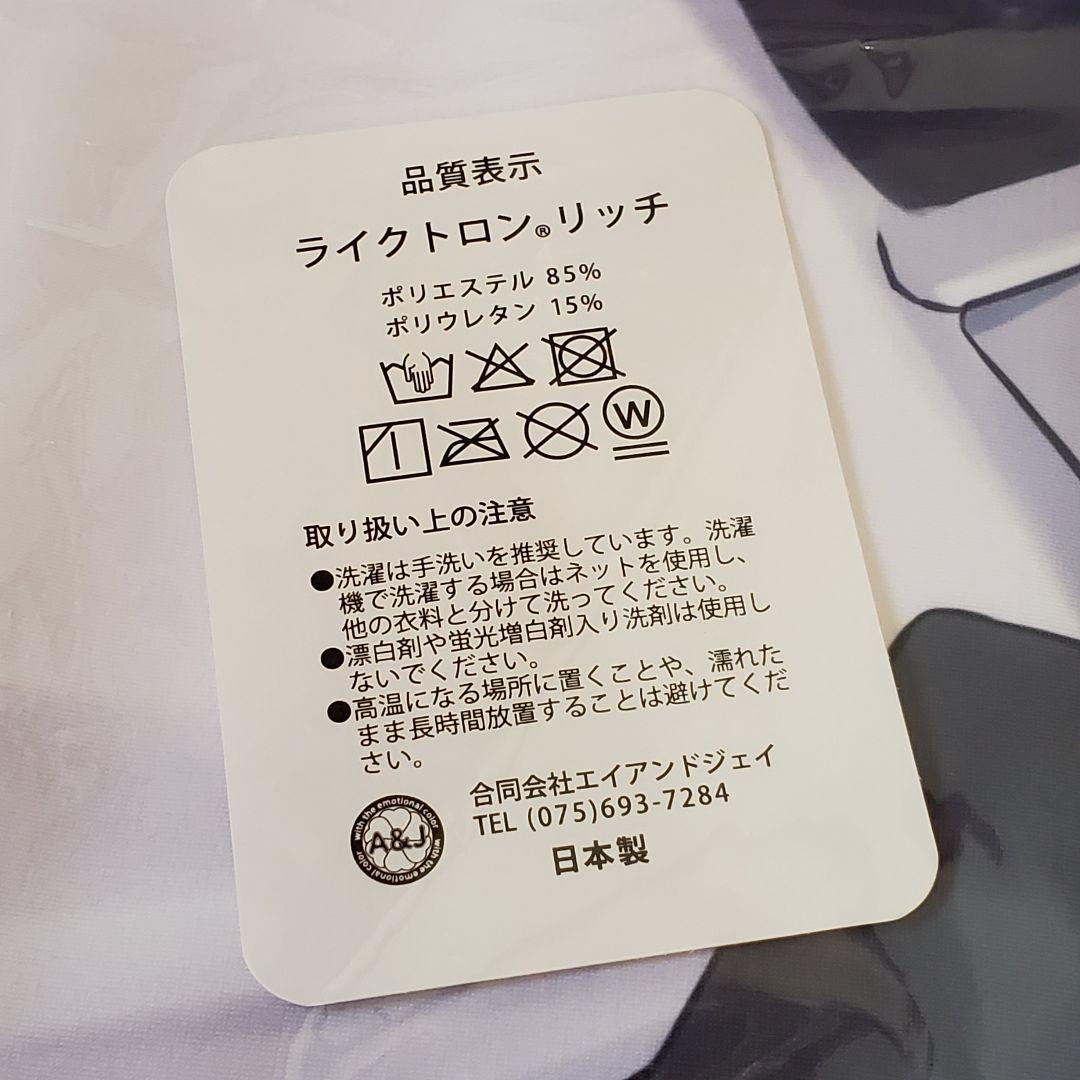 品質表示
ライクトロン®リッチ
ポリエステル 85%
ポリウレタン 15%
W
取り扱い上の注意
●洗濯は手洗いを推奨しています。洗濯
機で洗濯する場合はネットを使用し、
他の衣料と分けて洗ってください。
●漂白剤や蛍光増白剤入り洗剤は使用し
ないでください。
●高温になる場所に置くことや、濡れた
まま長時間放置することは避けてくだ
さい。
合同会社エイアンドジェイ
TEL (075)693-7284
日本製
with the emotional color
A&J
with the emotional color